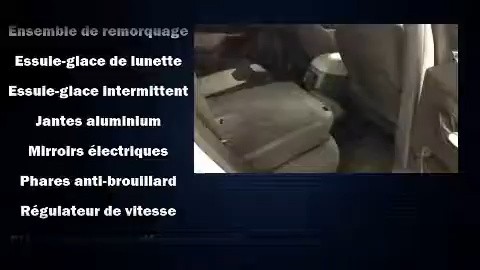 Ensemble de remorquage
Essuie-glace de lunette
Essuie-glace intermittent
Jantes aluminium
Mirroirs électriques
Phares anti-brouillard
Régulateur de vitesse